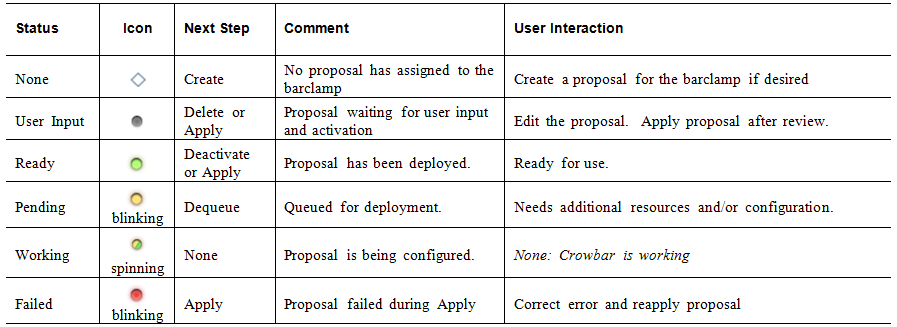 Status Icon Next Step Comment User Interaction
None Create No proposal has assigned to the barclamp Create a proposal for the barclamp if desired
User Input Delete or Apply Proposal waiting for user input and activation Edit the proposal. Apply proposal after review.
Ready Deactivate or Apply Proposal has been deployed. Ready for use.
Pending blinking Dequeue Queued for deployment. Needs additional resources and/or configuration.
Working spinning None Proposal is being configured. None: Crowbar is working
Failed blinking Apply Proposal failed during Apply Correct error and reapply proposal